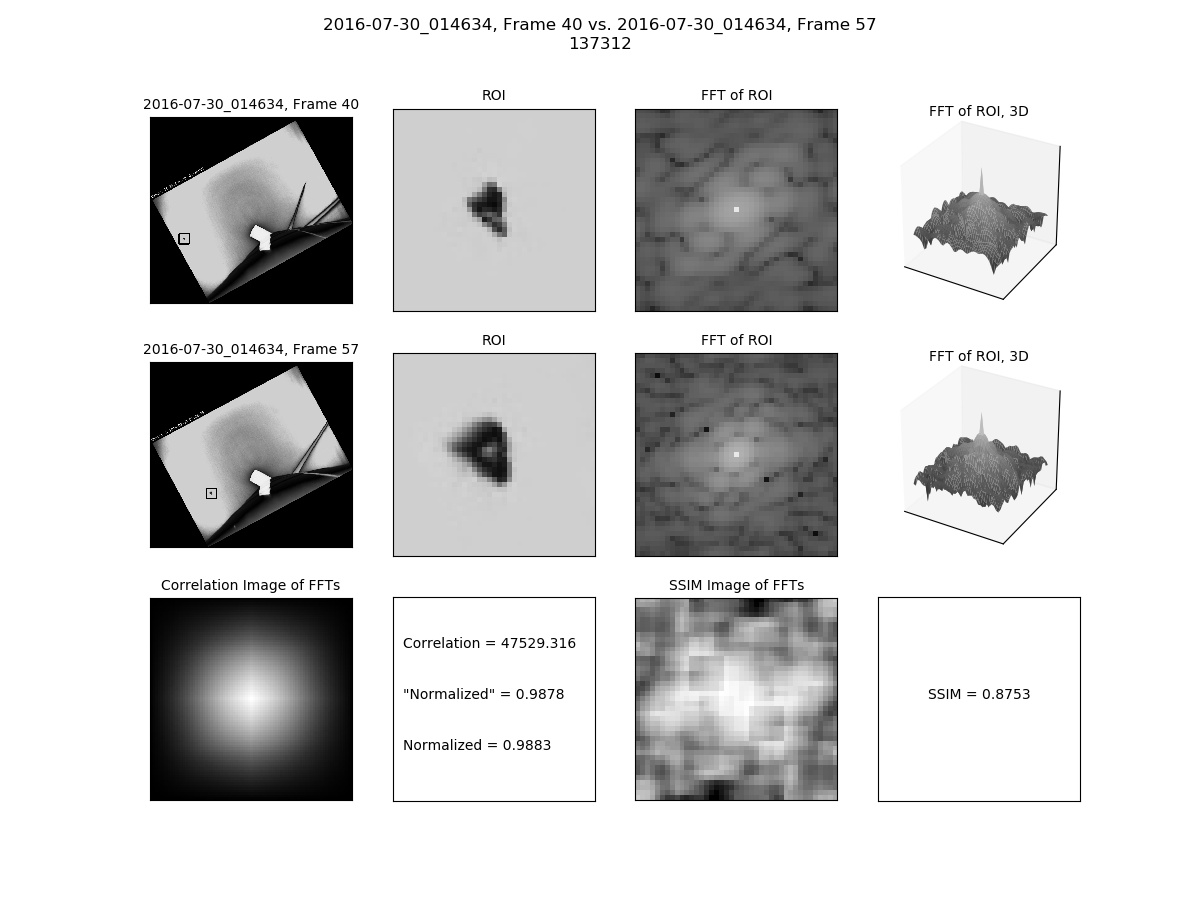 2016-07-30_014634, Frame 40 vs. 2016-07-30_014634, Frame 57
137312
2016-07-30_014634, Frame 40
ROI
FFT of ROI
FFT of ROI, 3D
2016-07-30_014634, Frame 57
ROI
FFT of ROI
FFT of ROI, 3D
Correlation Image of FFTs
Correlation = 47529.316
"Normalized" = 0.9878
Normalized = 0.9883
SSIM Image of FFTs
SSIM = 0.8753